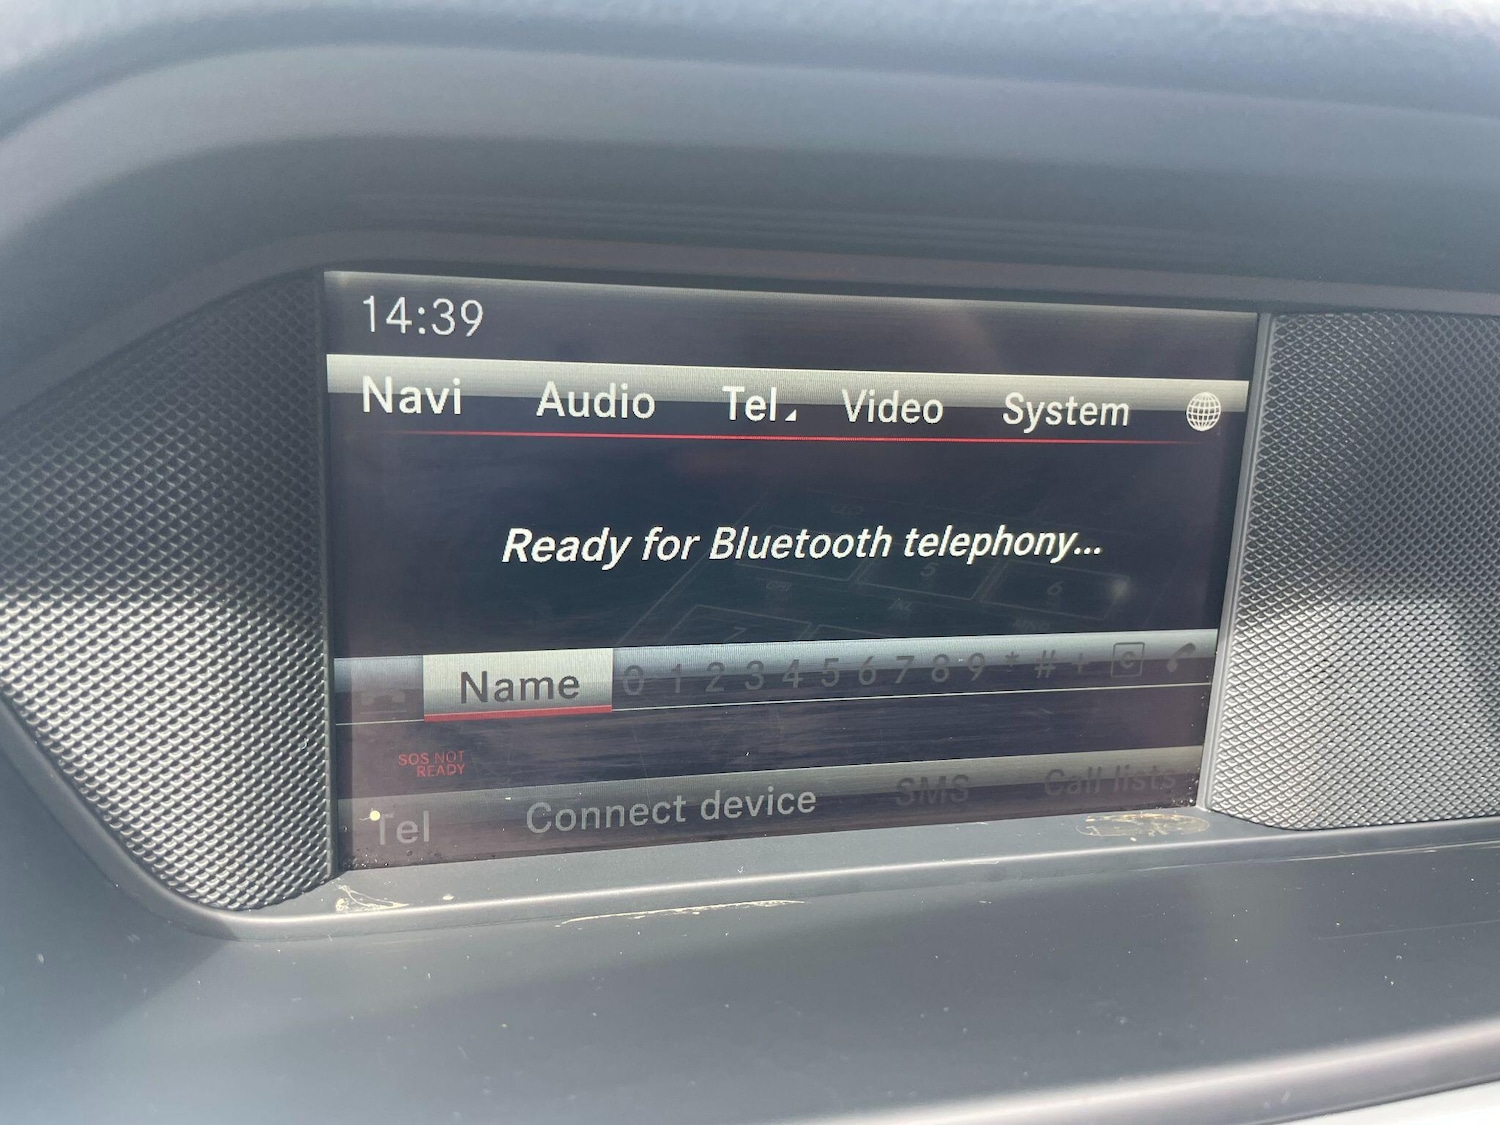 14:39
Navi Audio Tel Video System
Ready for Bluetooth telephony...
Name 0 1 2 3 4 5 6 7 8 9 * # + C
SOS NOT
READY
Tel Connect device SMS Call lists